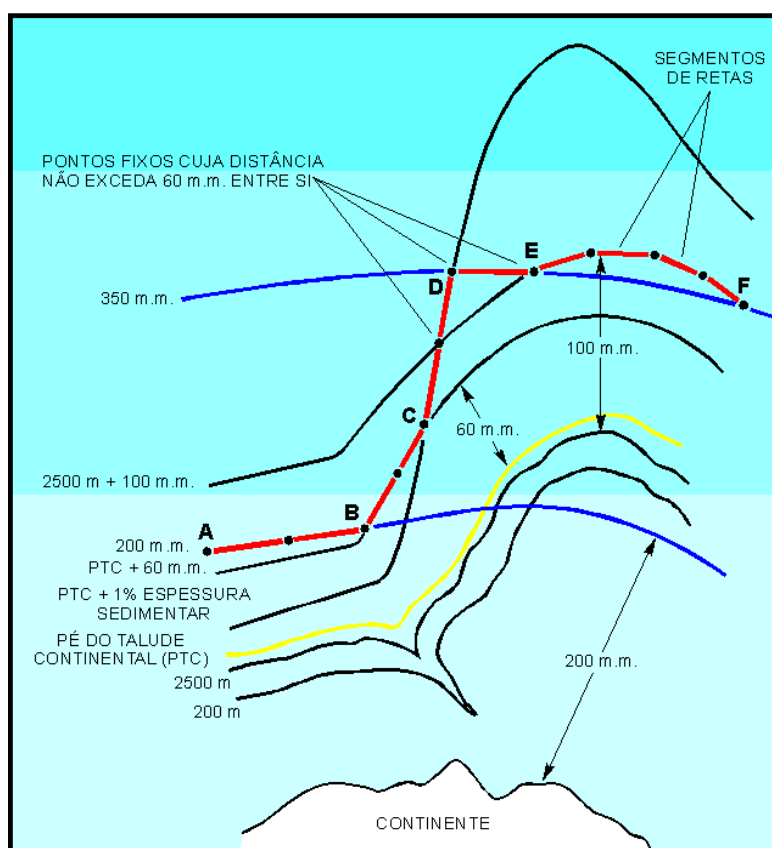 SEGMENTOS
DE RETAS
PONTOS FIXOS CUJA DISTÂNCIA
NÃO EXCEDA 60 m.m. ENTRE SI
E
D
F
350 m.m.
100 m.m.
C
60 m.m.
2500 m + 100 m.m.
A
B
200 m.m.
PTC + 60 m.m.
PTC + 1% ESPESSURA
SEDIMENTAR
PÉ DO TALUDE
CONTINENTAL (PTC)
200 m.m.
2500 m
200 m
CONTINENTE